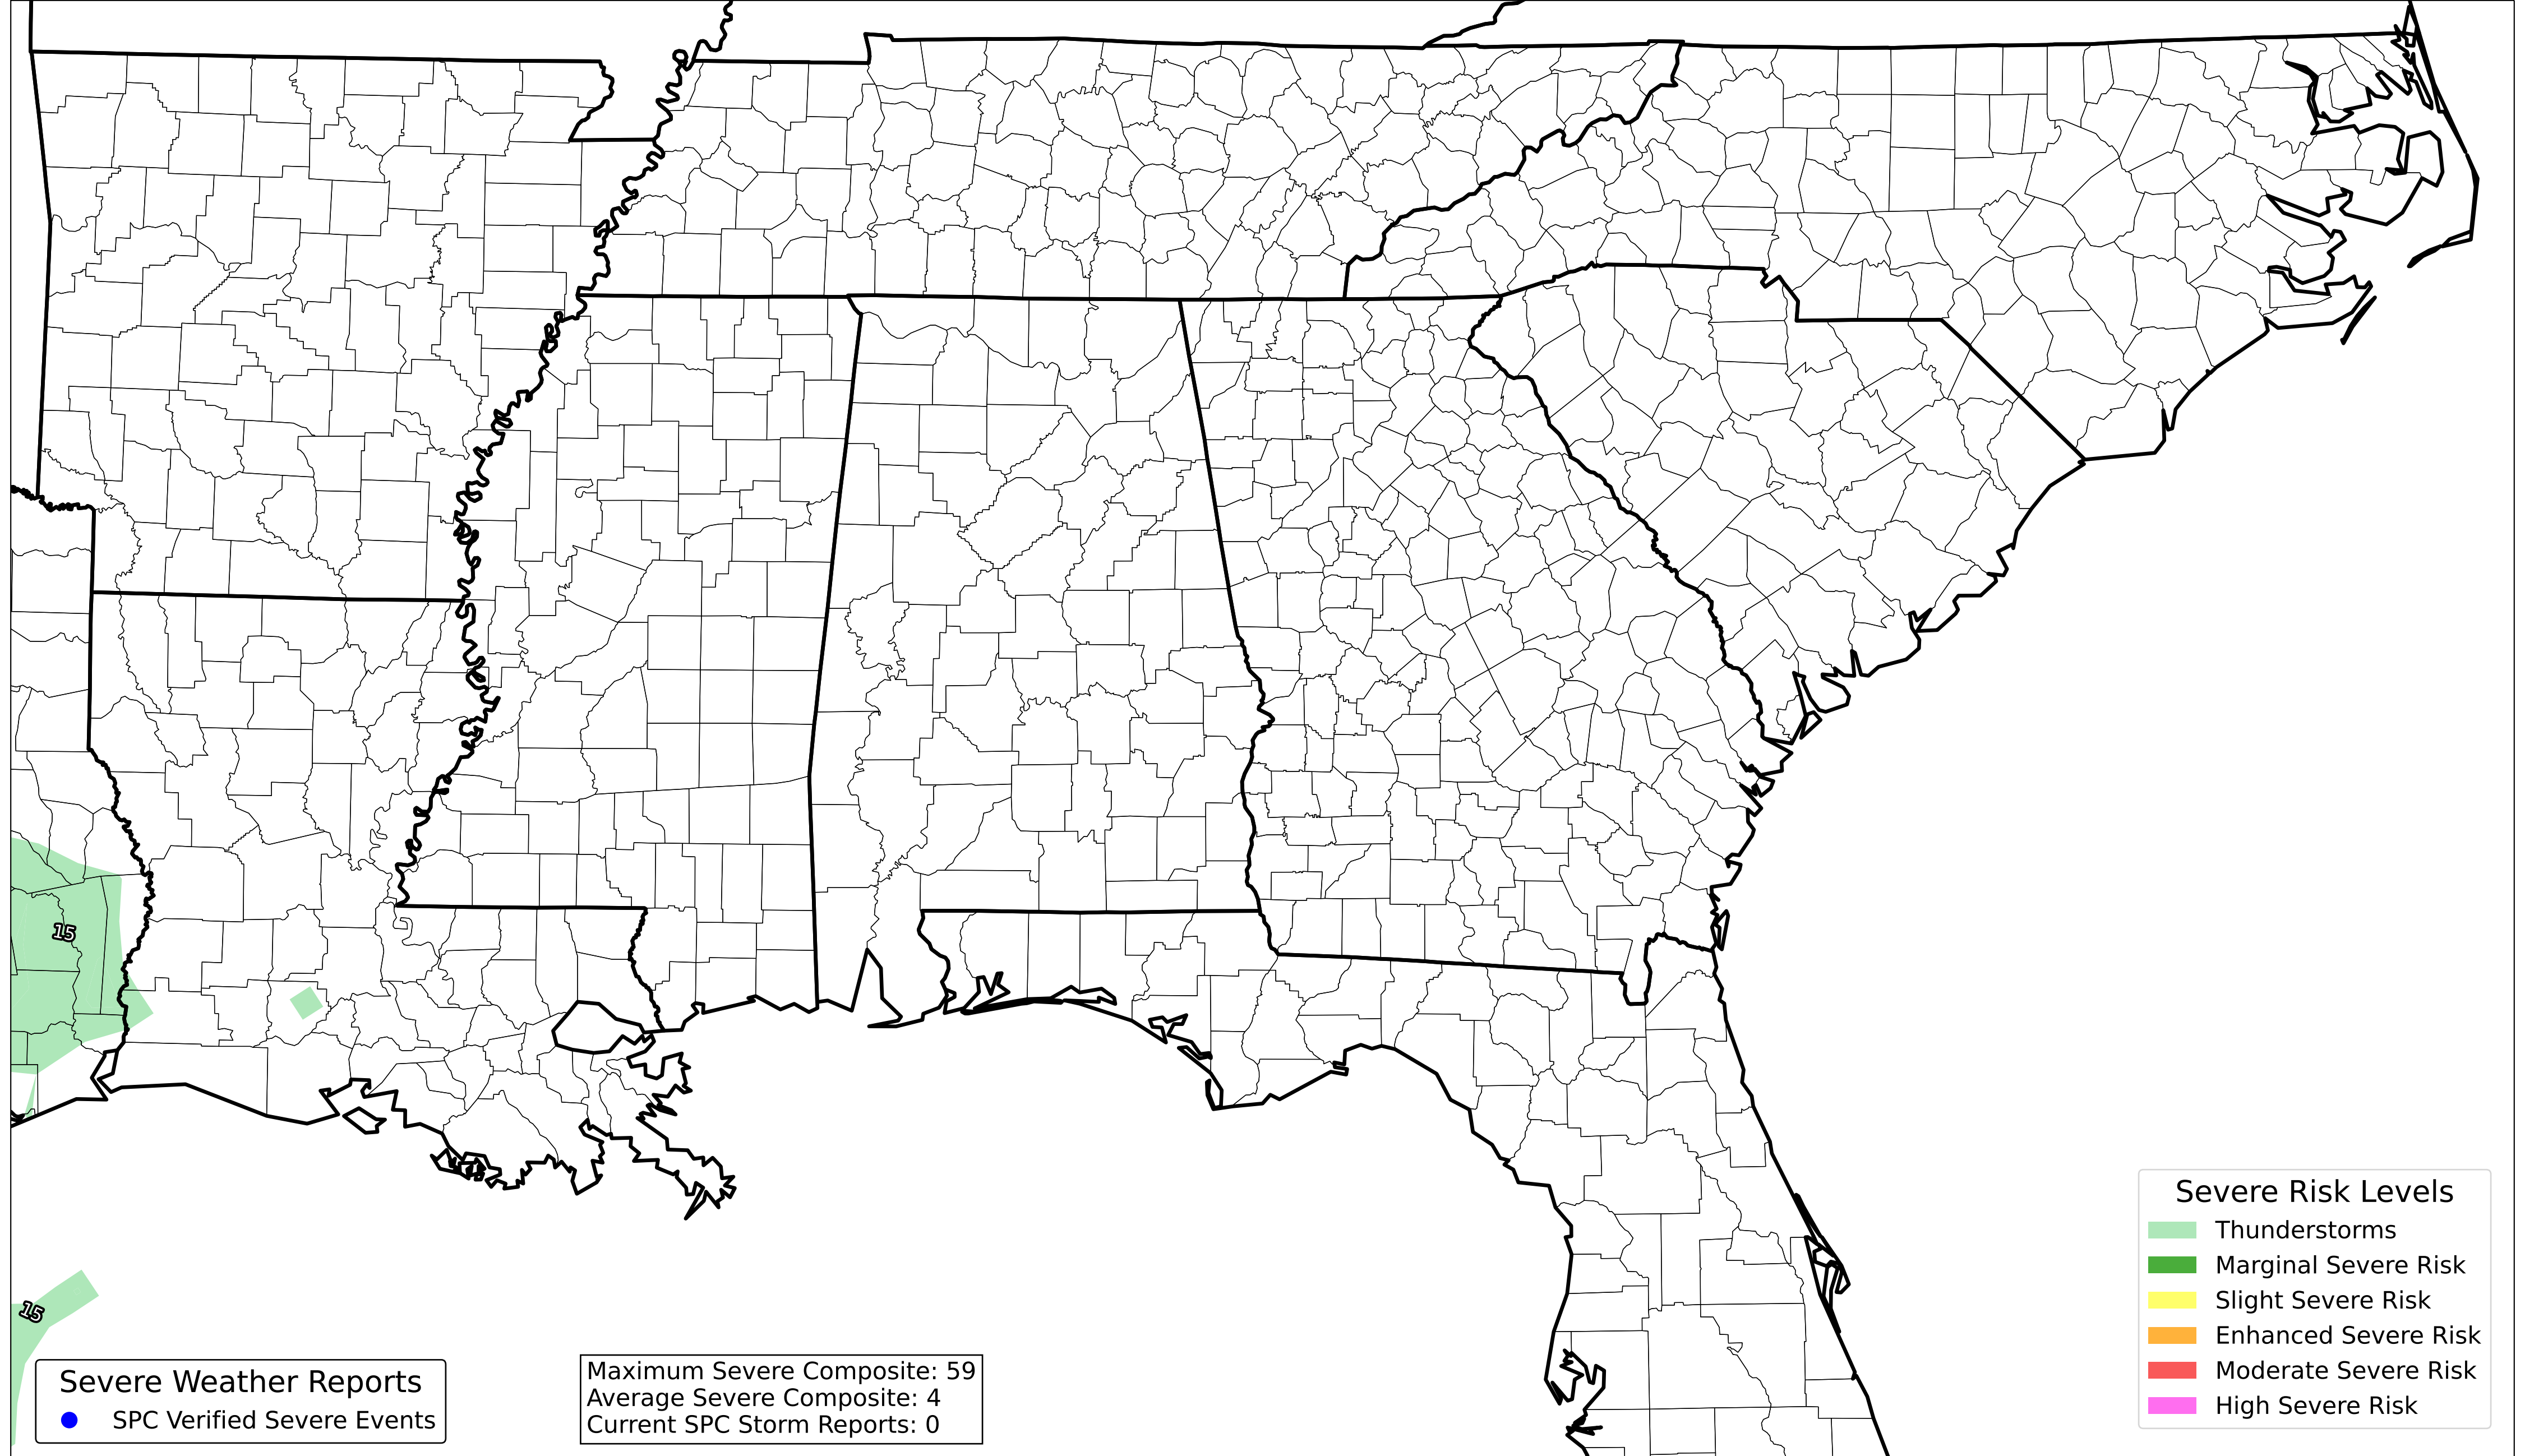 15
15
Severe Risk Levels
Thunderstorms
Marginal Severe Risk
Slight Severe Risk
Enhanced Severe Risk
Moderate Severe Risk
High Severe Risk
Severe Weather Reports
SPC Verified Severe Events
Maximum Severe Composite: 59
Average Severe Composite: 4
Current SPC Storm Reports: 0